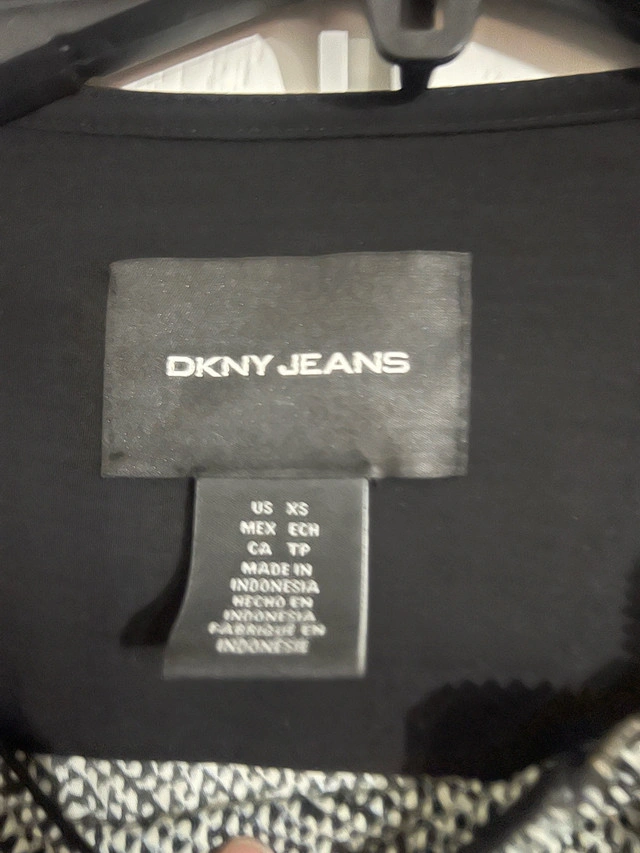 DKNY JEANS
US XS
MEX ECH
CA TP
MADE IN
INDONESIA
HECHO EN
INDONESIA
FABRIQUÉ EN
INDONÉSIE